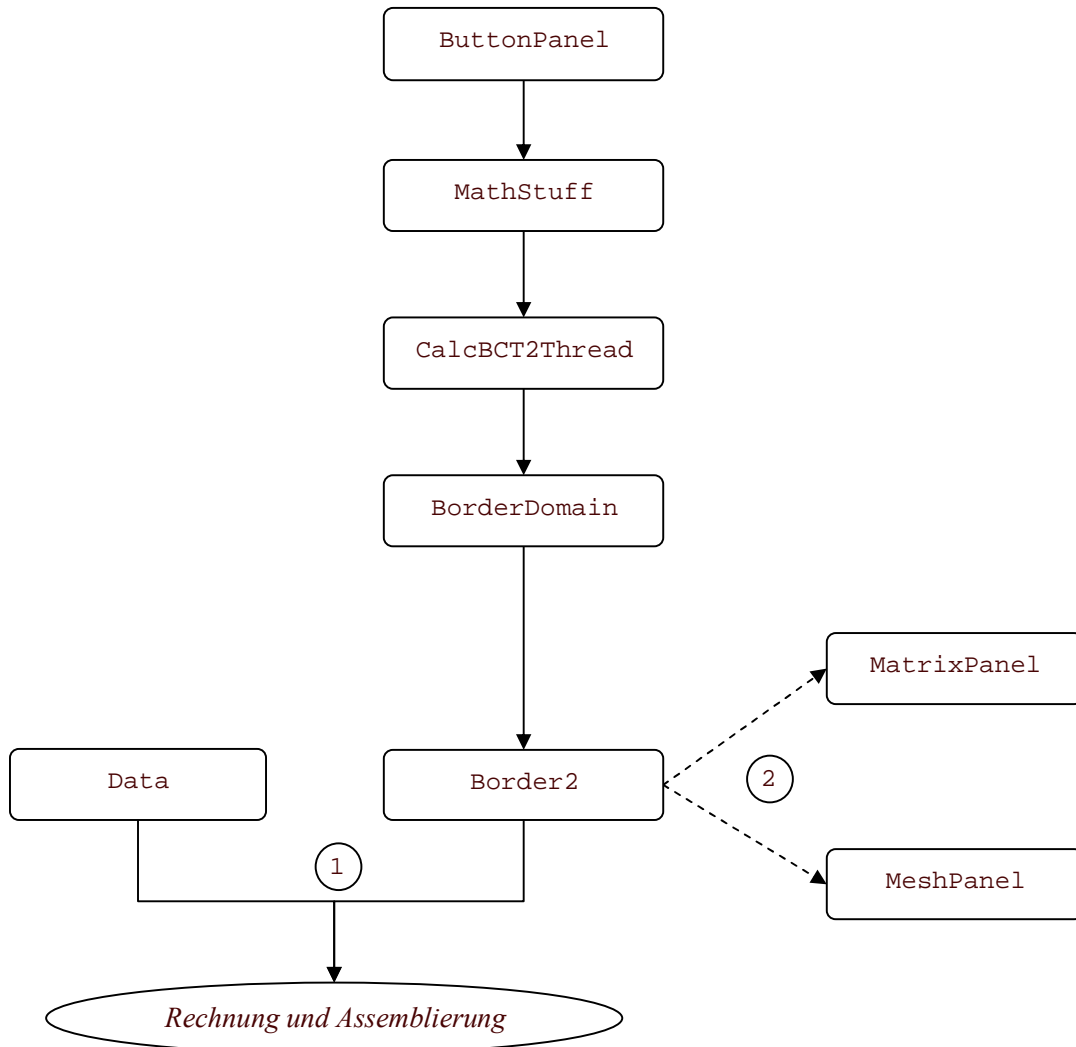 ButtonPanel
MathStuff
CalcBCT2Thread
BorderDomain
MatrixPanel
Data
Border2
2
1
MeshPanel
Rechnung und Assemblierung